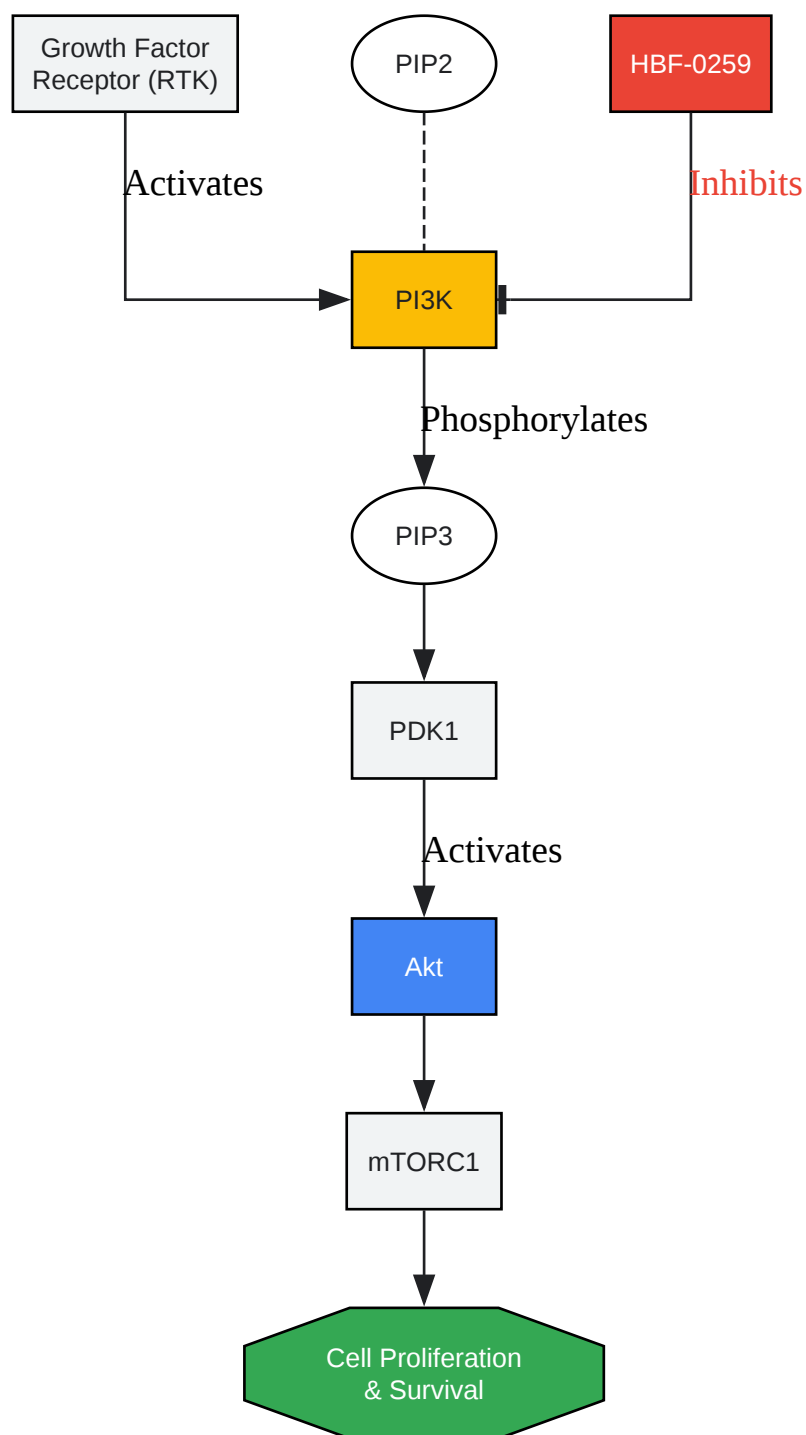 Growth Factor
Receptor (RTK)
PIP2
HBF-0259
Activates
Inhibits
PI3K
Phosphorylates
PIP3
PDK1
Activates
Akt
mTORC1
Cell Proliferation
& Survival